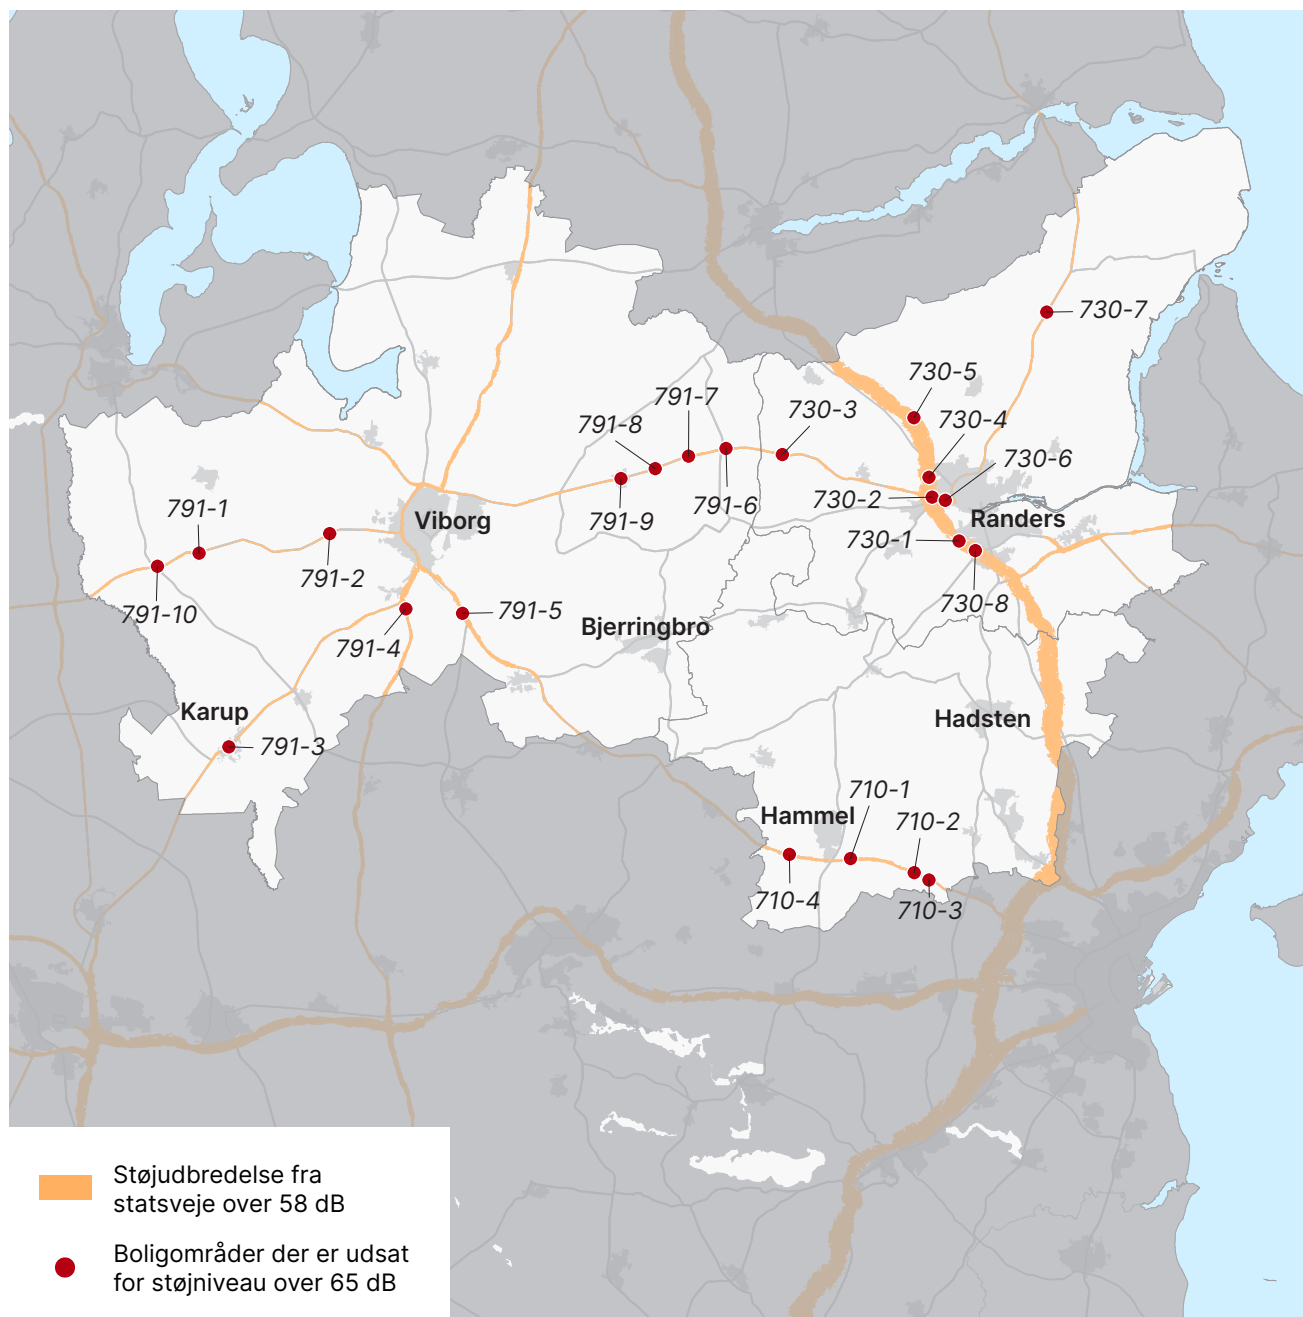 730-7
730-5
791-7
730-3
730-4
791-8
730-6
791-1
730-2
791-6
Viborg
791-9
Randers
730-1
791-2
730-8
791-10
791-5
Bjerringbro
791-4
Karup
Hadsten
791-3
710-1
Hammel
710-2
710-4
710-3
Støjudbredelse fra
statsveje over 58 dB
Boligområder der er udsat
for støjniveau over 65 dB